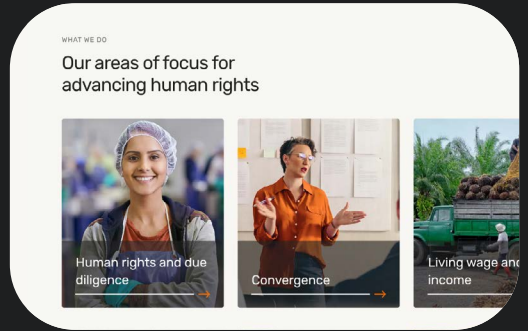 WHAT WE DO
Our areas of focus for
advancing human rights
Human rights and due
diligence
Convergence
Living wage and
income